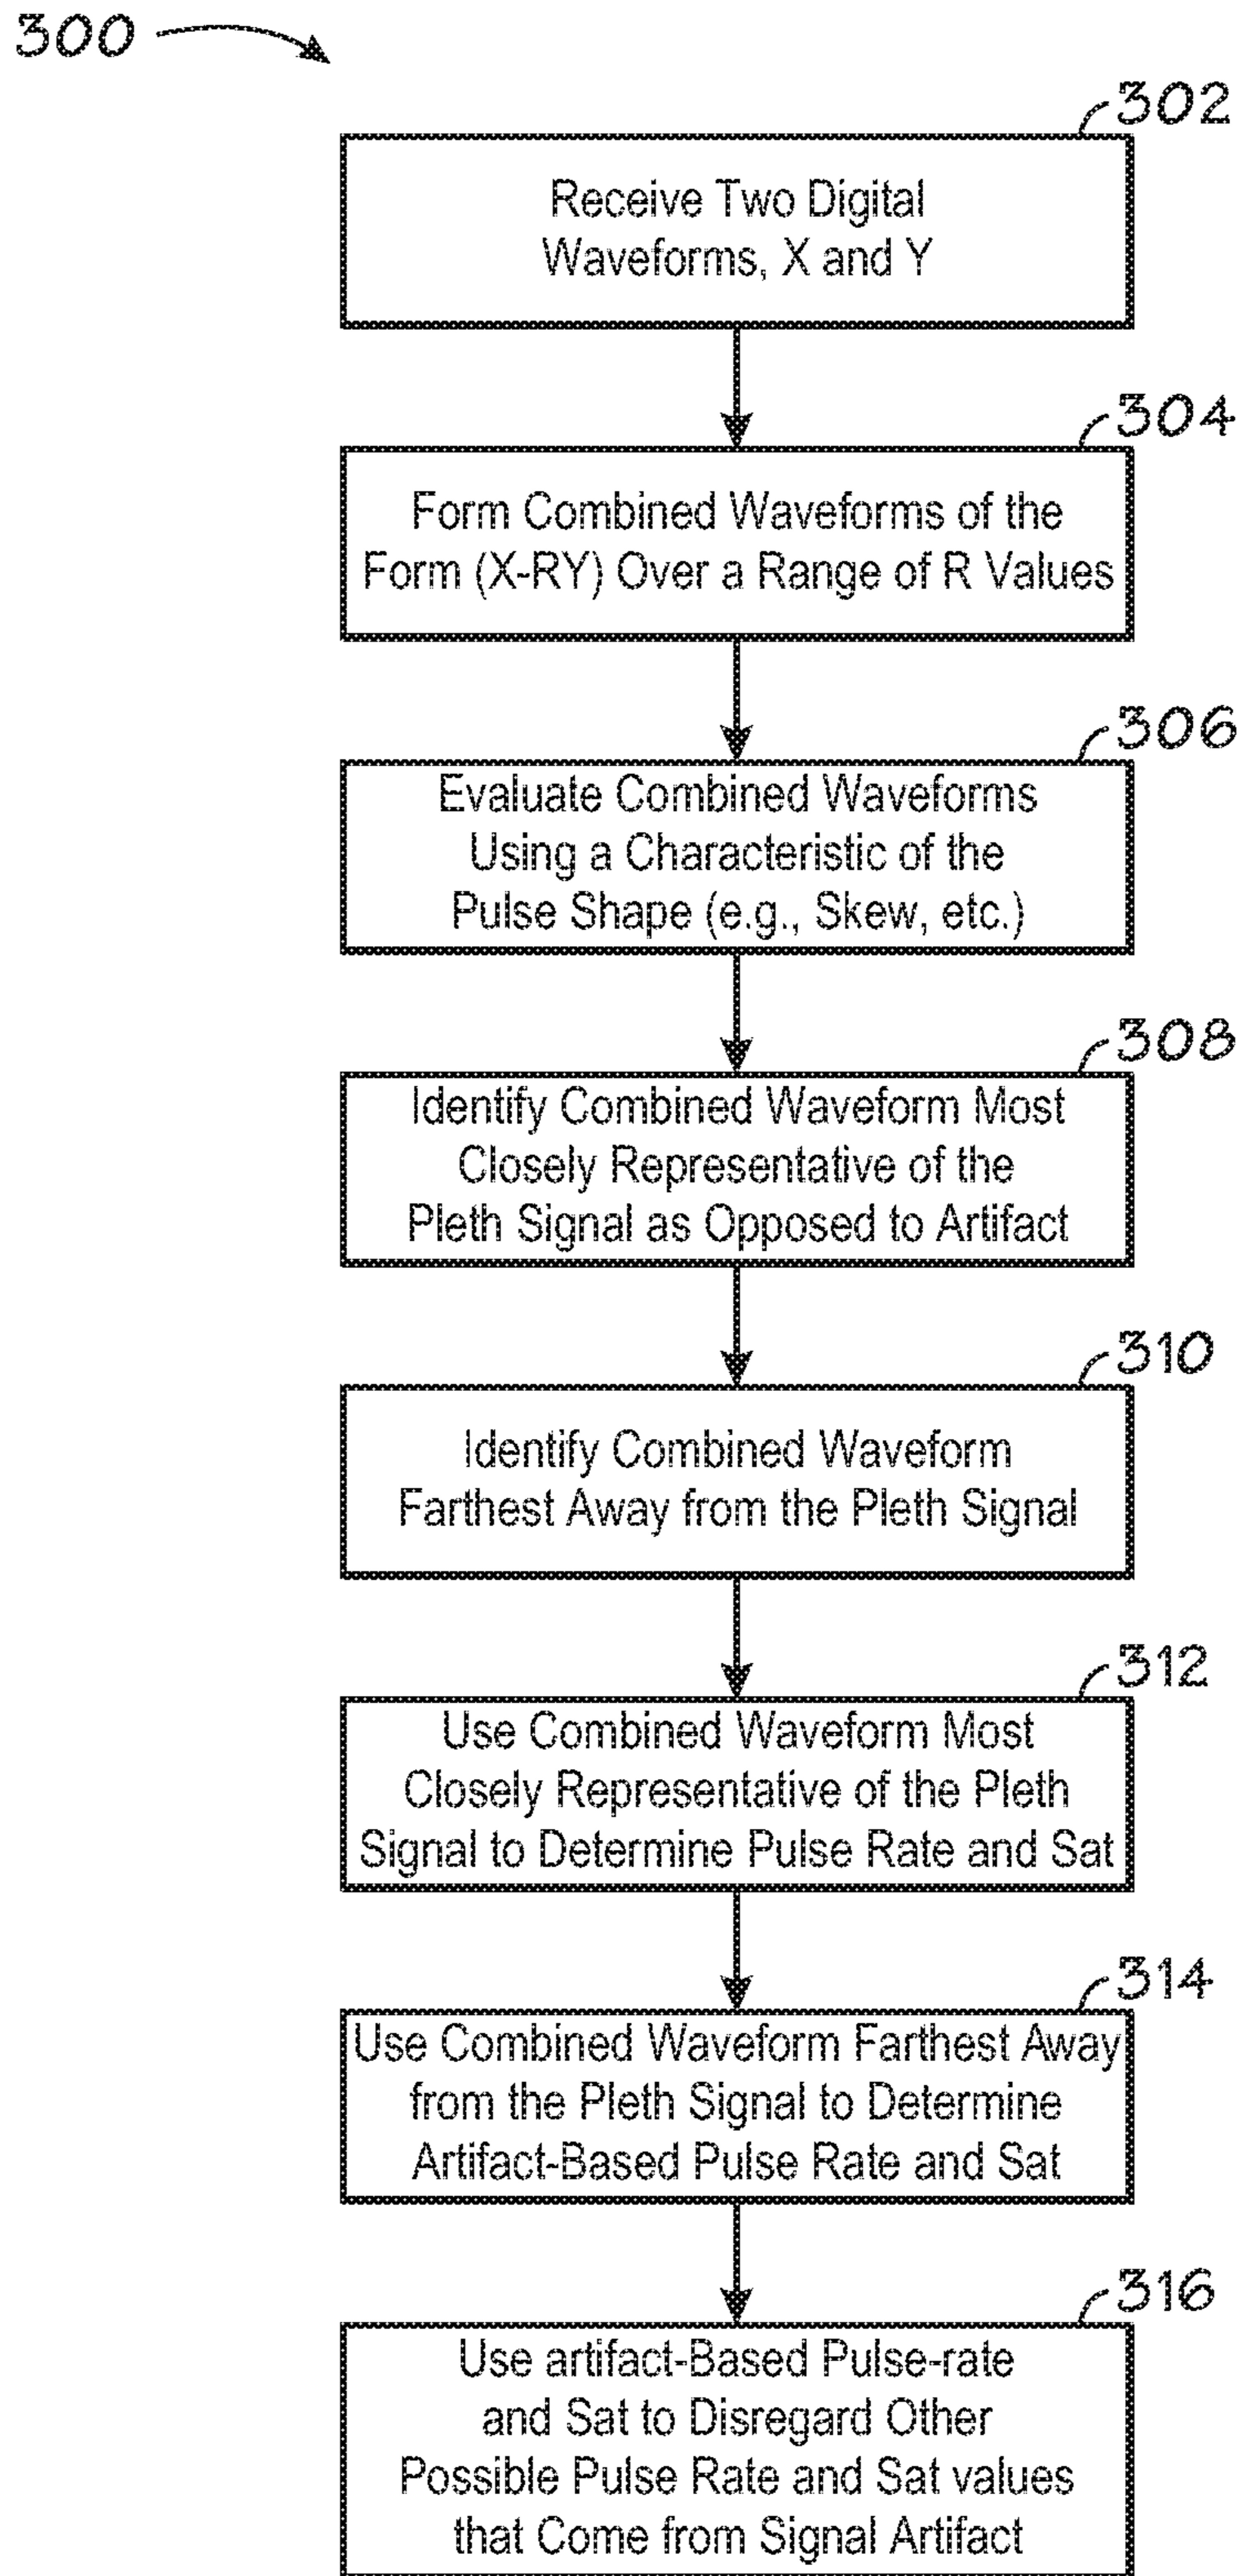 300
302
Receive Two Digital
Waveforms, X and Y
304
Form Combined Waveforms of the
Form (X-RY) Over a Range of R Values
306
Evaluate Combined Waveforms
Using a Characteristic of the
Pulse Shape (e.g., Skew, etc.)
308
Identify Combined Waveform Most
Closely Representative of the
Pleth Signal as Opposed to Artifact
310
Identify Combined Waveform
Farthest Away from the Pleth Signal
312
Use Combined Waveform Most
Closely Representative of the Pleth
Signal to Determine Pulse Rate and Sat
314
Use Combined Waveform Farthest Away
from the Pleth Signal to Determine
Artifact-Based Pulse Rate and Sat
316
Use artifact-Based Pulse-rate
and Sat to Disregard Other
Possible Pulse Rate and Sat values
that Come from Signal Artifact